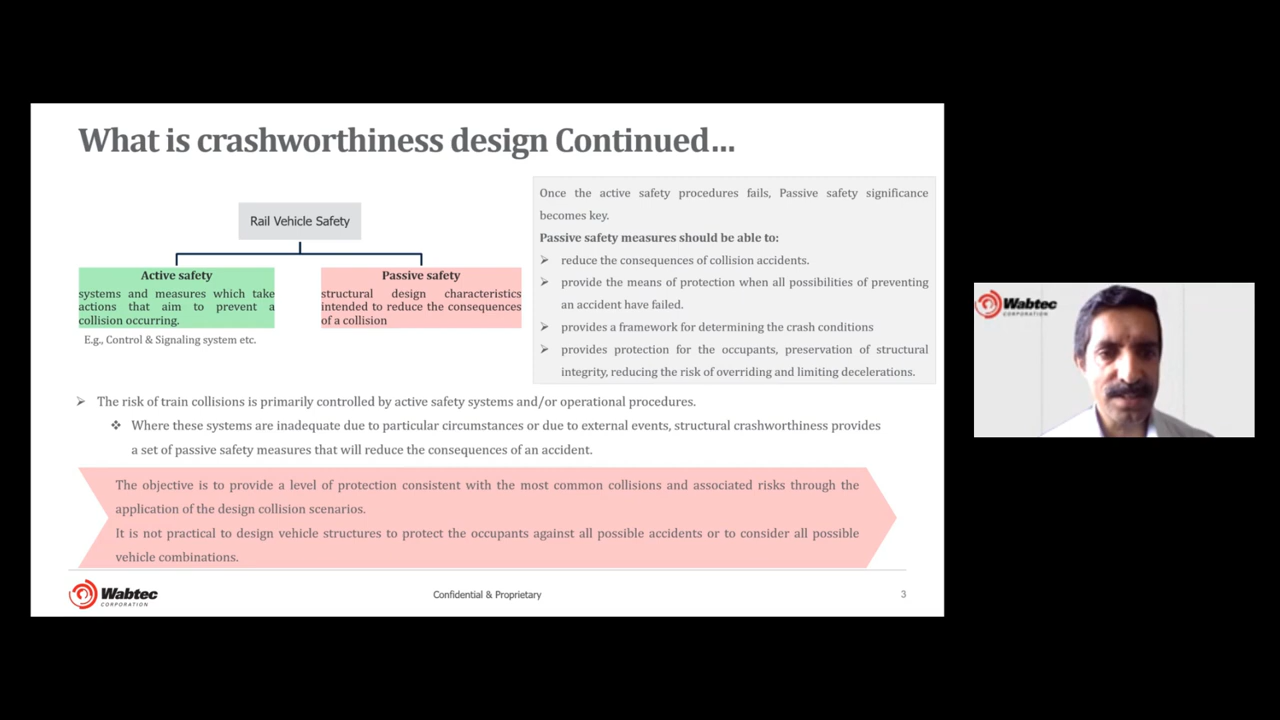 What is crashworthiness design Continued...
Rail Vehicle Safety
Active safety
systems and measures which take
actions that aim to prevent a
collision occurring.
E.g., Control & Signaling system etc.
Passive safety
structural design characteristics
intended to reduce the consequences
of a collision
Once the active safety procedures fails, Passive safety significance
becomes key.
Passive safety measures should be able to:
➢ reduce the consequences of collision accidents.
➢ provide the means of protection when all possibilities of preventing
an accident have failed.
➢ provides a framework for determining the crash conditions
➢ provides protection for the occupants, preservation of structural
integrity, reducing the risk of overriding and limiting decelerations.
➢ The risk of train collisions is primarily controlled by active safety systems and/or operational procedures.
❖ Where these systems are inadequate due to particular circumstances or due to external events, structural crashworthiness provides
a set of passive safety measures that will reduce the consequences of an accident.
The objective is to provide a level of protection consistent with the most common collisions and associated risks through the
application of the design collision scenarios.
It is not practical to design vehicle structures to protect the occupants against all possible accidents or to consider all possible
vehicle combinations.
Wabtec
CORPORATION
Confidential & Proprietary
3
Wabtec
CORPORATION